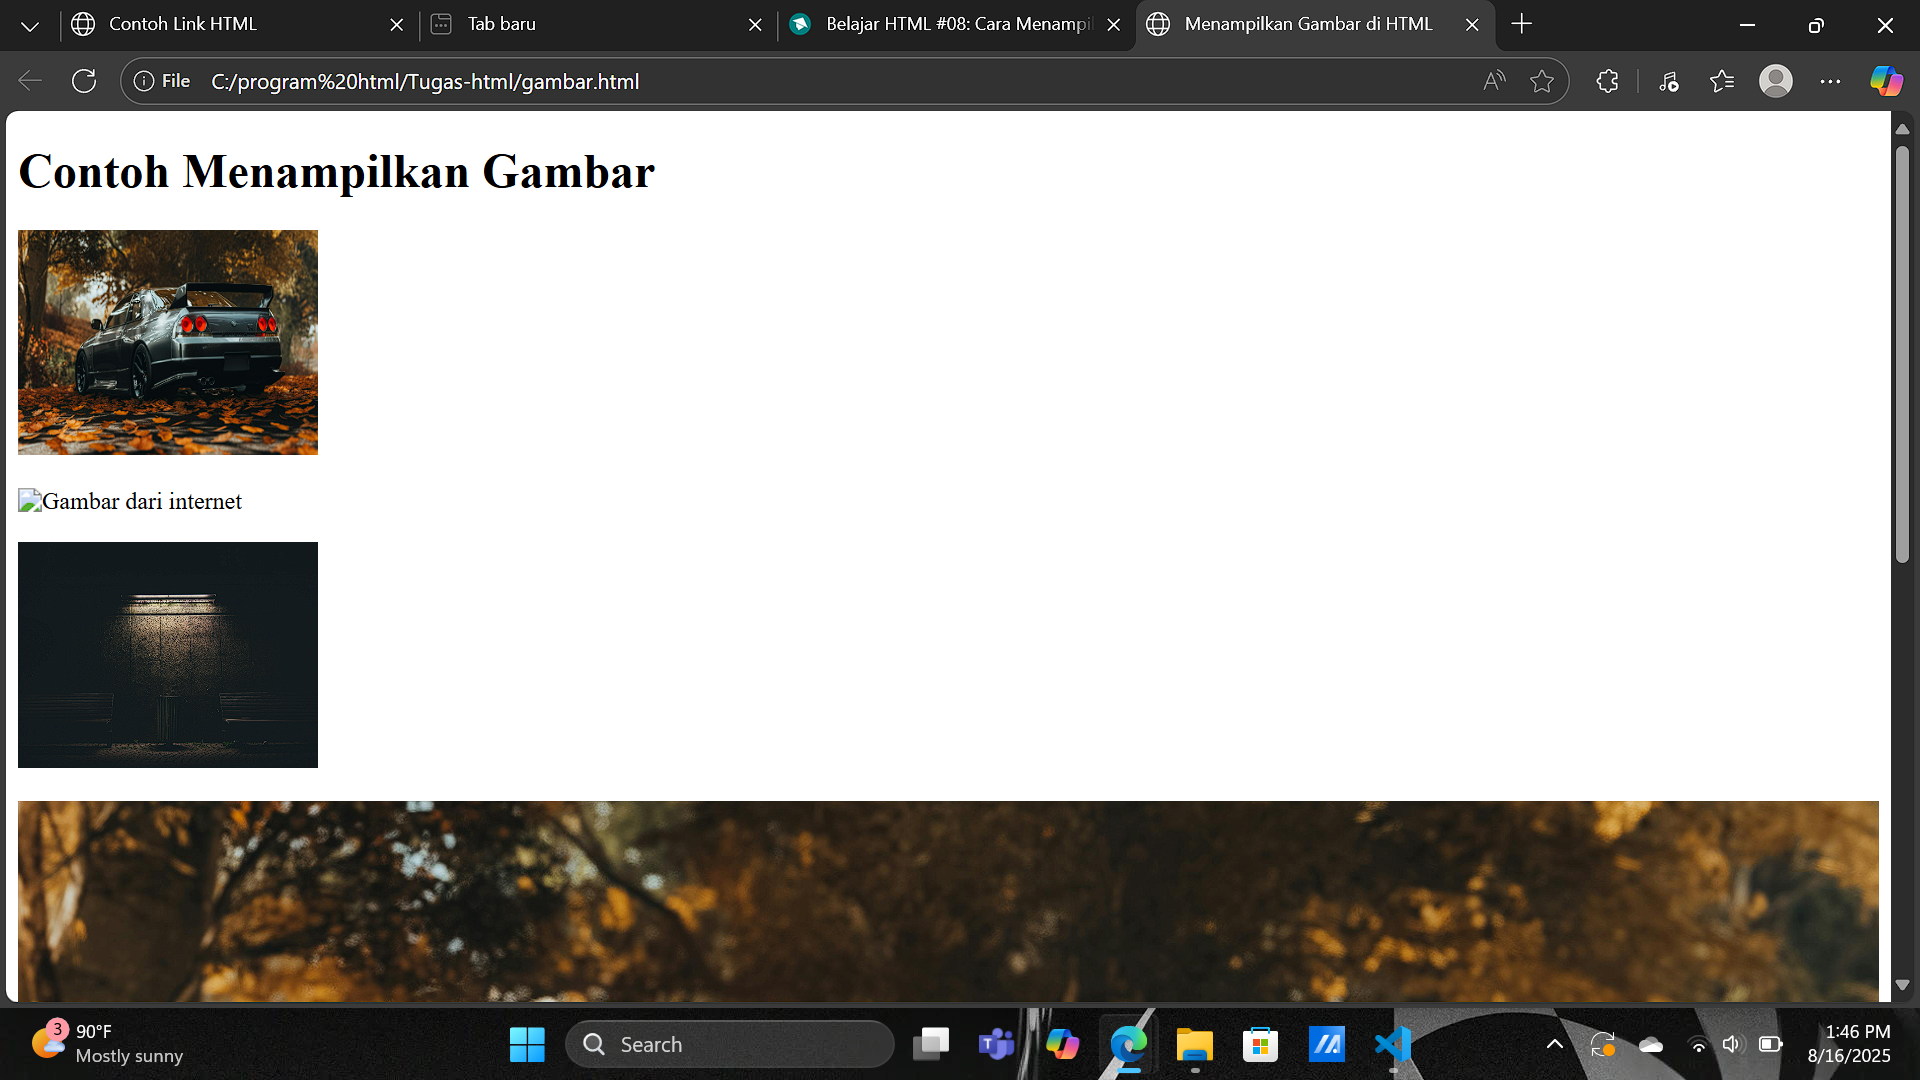 Contoh Link HTML
Tab baru
Belajar HTML #08: Cara Menampil
Menampilkan Gambar di HTML
File
C:/program%20html/Tugas-html/gambar.html
Contoh Menampilkan Gambar
Gambar dari internet
3
90°F
Mostly sunny
Search
1:46 PM
8/16/2025